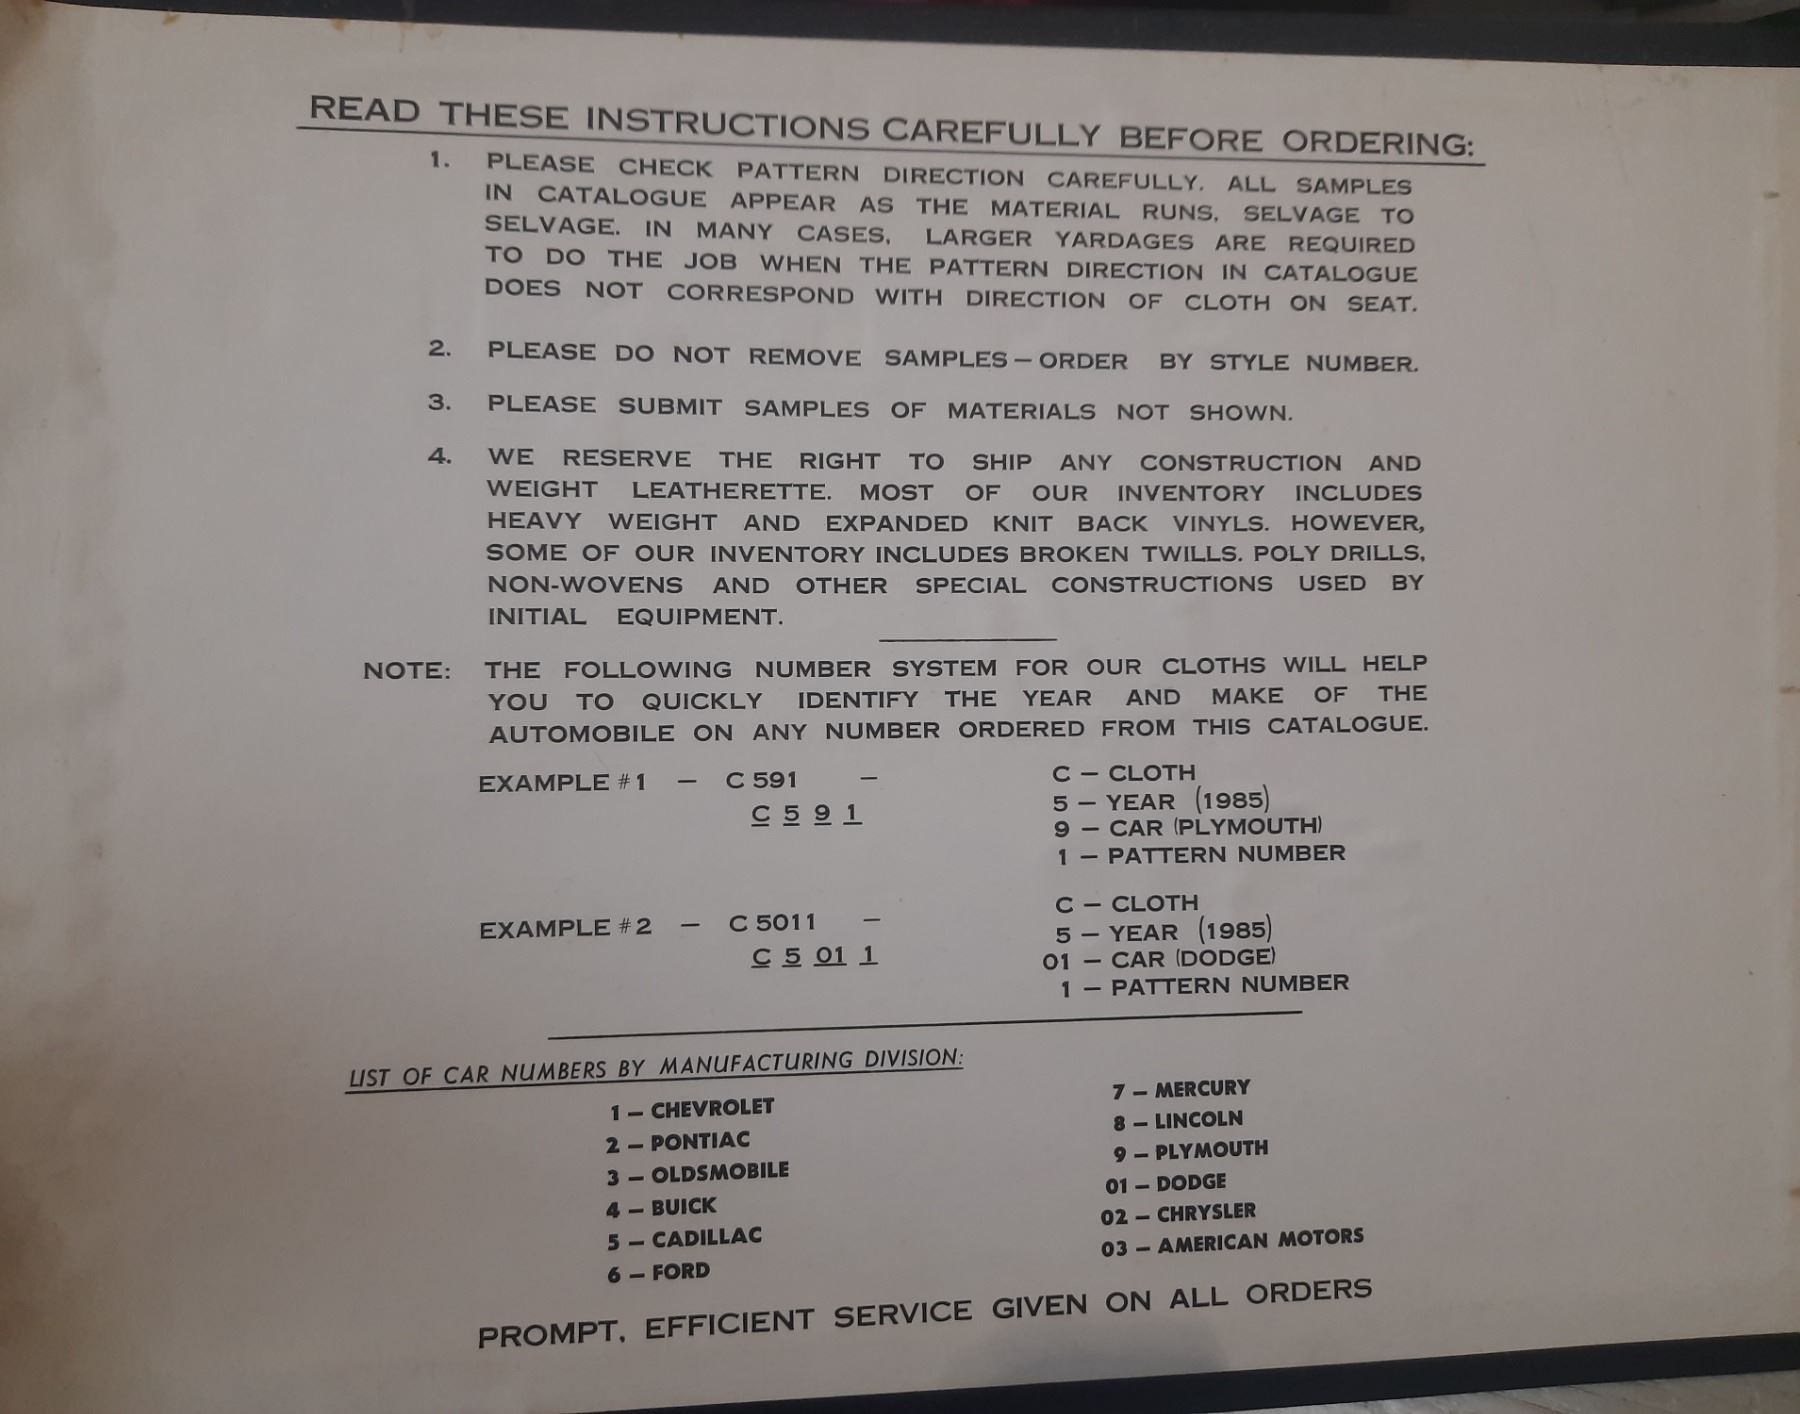 READ THESE INSTRUCTIONS CAREFULLY BEFORE ORDERING:
1. PLEASE CHECK PATTERN DIRECTION CAREFULLY. ALL SAMPLES
IN CATALOGUE APPEAR AS THE MATERIAL RUNS, SELVAGE TO
SELVAGE. IN MANY CASES, LARGER YARDAGES ARE REQUIRED
TO DO THE JOB WHEN THE PATTERN DIRECTION IN CATALOGUE
DOES NOT CORRESPOND WITH DIRECTION OF CLOTH ON SEAT.
2. PLEASE DO NOT REMOVE SAMPLES – ORDER BY STYLE NUMBER.
3. PLEASE SUBMIT SAMPLES OF MATERIALS NOT SHOWN.
4. WE RESERVE THE RIGHT TO SHIP ANY CONSTRUCTION AND
WEIGHT LEATHERETTE. MOST OF OUR INVENTORY INCLUDES
HEAVY WEIGHT AND EXPANDED KNIT BACK VINYLS. HOWEVER,
SOME OF OUR INVENTORY INCLUDES BROKEN TWILLS. POLY DRILLS,
NON-WOVENS AND OTHER SPECIAL CONSTRUCTIONS USED BY
INITIAL EQUIPMENT.
NOTE: THE FOLLOWING NUMBER SYSTEM FOR OUR CLOTHS WILL HELP
YOU TO QUICKLY IDENTIFY THE YEAR AND MAKE OF THE
AUTOMOBILE ON ANY NUMBER ORDERED FROM THIS CATALOGUE.
EXAMPLE #1 – C 591 –
C 5 9 1
C – CLOTH
5 – YEAR (1985)
9 – CAR (PLYMOUTH)
1 – PATTERN NUMBER
EXAMPLE #2 – C 5011 –
C 5 01 1
C – CLOTH
5 – YEAR (1985)
01 – CAR (DODGE)
1 – PATTERN NUMBER
LIST OF CAR NUMBERS BY MANUFACTURING DIVISION:
1 – CHEVROLET
2 – PONTIAC
3 – OLDSMOBILE
4 – BUICK
5 – CADILLAC
6 – FORD
7 – MERCURY
8 – LINCOLN
9 – PLYMOUTH
01 – DODGE
02 – CHRYSLER
03 – AMERICAN MOTORS
PROMPT, EFFICIENT SERVICE GIVEN ON ALL ORDERS